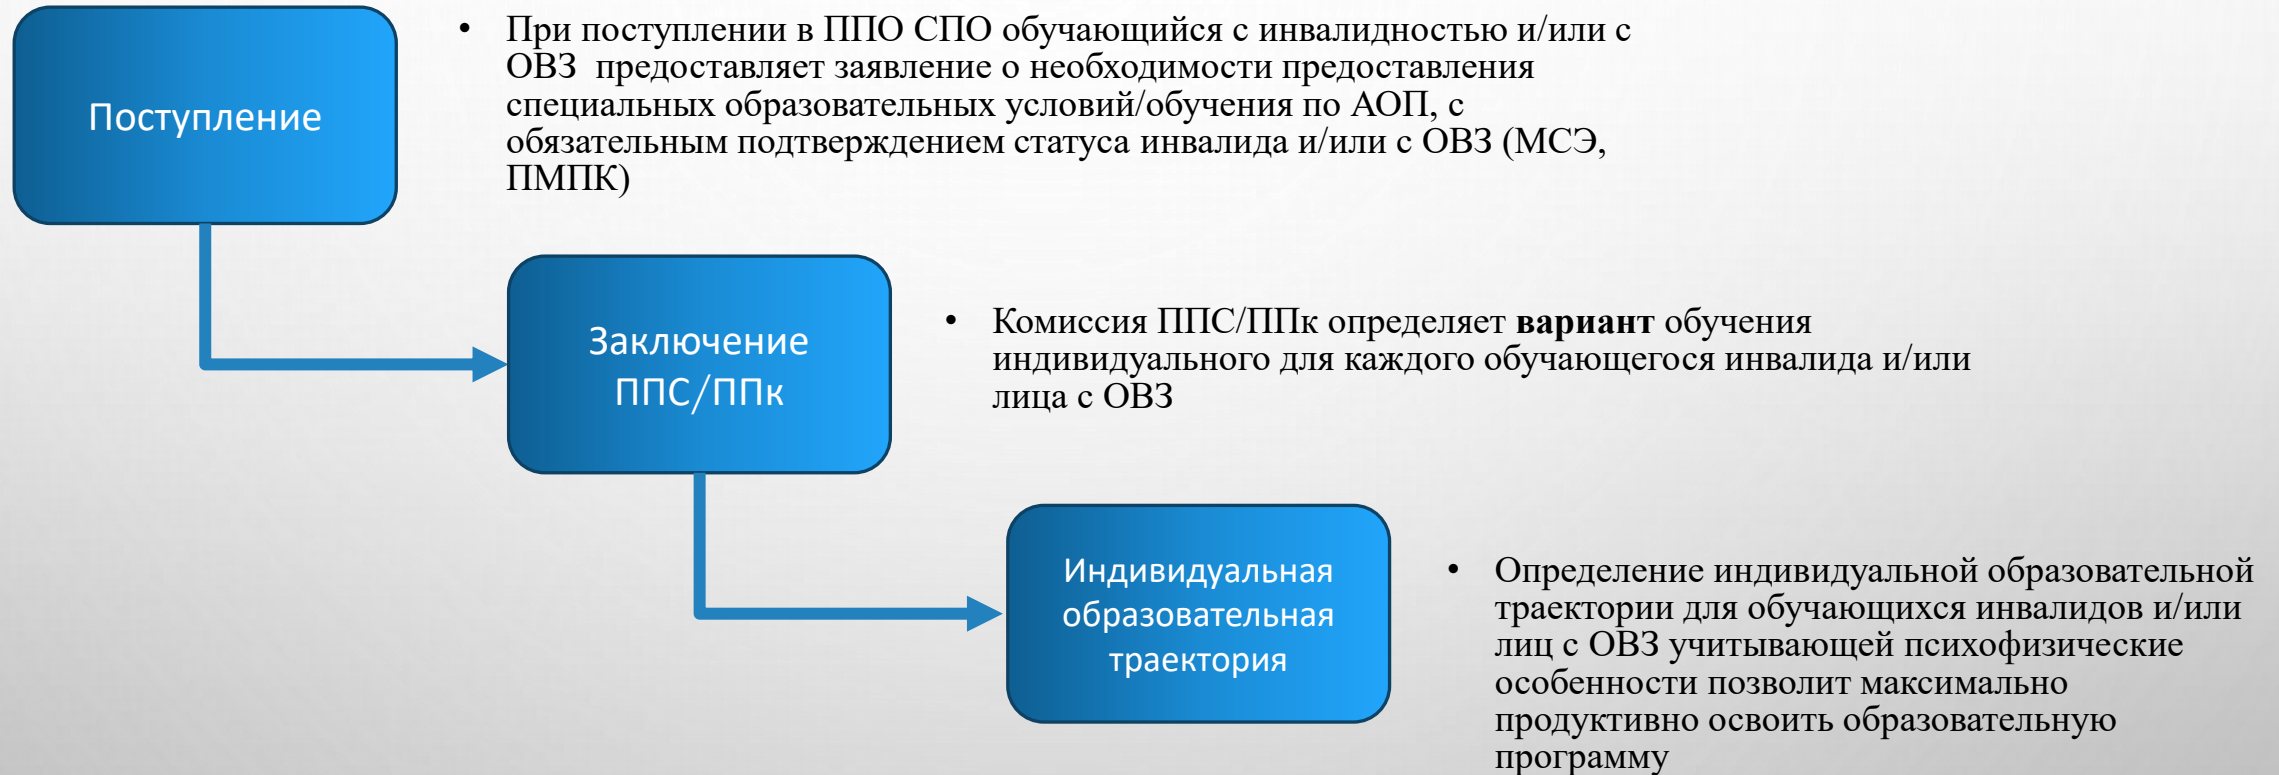 Поступление
• При поступлении в ППО СПО обучающийся с инвалидностью и/или с
ОВЗ предоставляет заявление о необходимости предоставления
специальных образовательных условий/обучения по АОП, с
обязательным подтверждением статуса инвалида и/или с ОВЗ (МСЭ,
ПМПК)
Заключение
ППС/ППк
• Комиссия ППС/ППк определяет вариант обучения
индивидуального для каждого обучающегося инвалида и/или
лица с ОВЗ
Индивидуальная
образовательная
траектория
• Определение индивидуальной образовательной
траектории для обучающихся инвалидов и/или
лиц с ОВЗ учитывающей психофизические
особенности позволит максимально
продуктивно освоить образовательную
программу